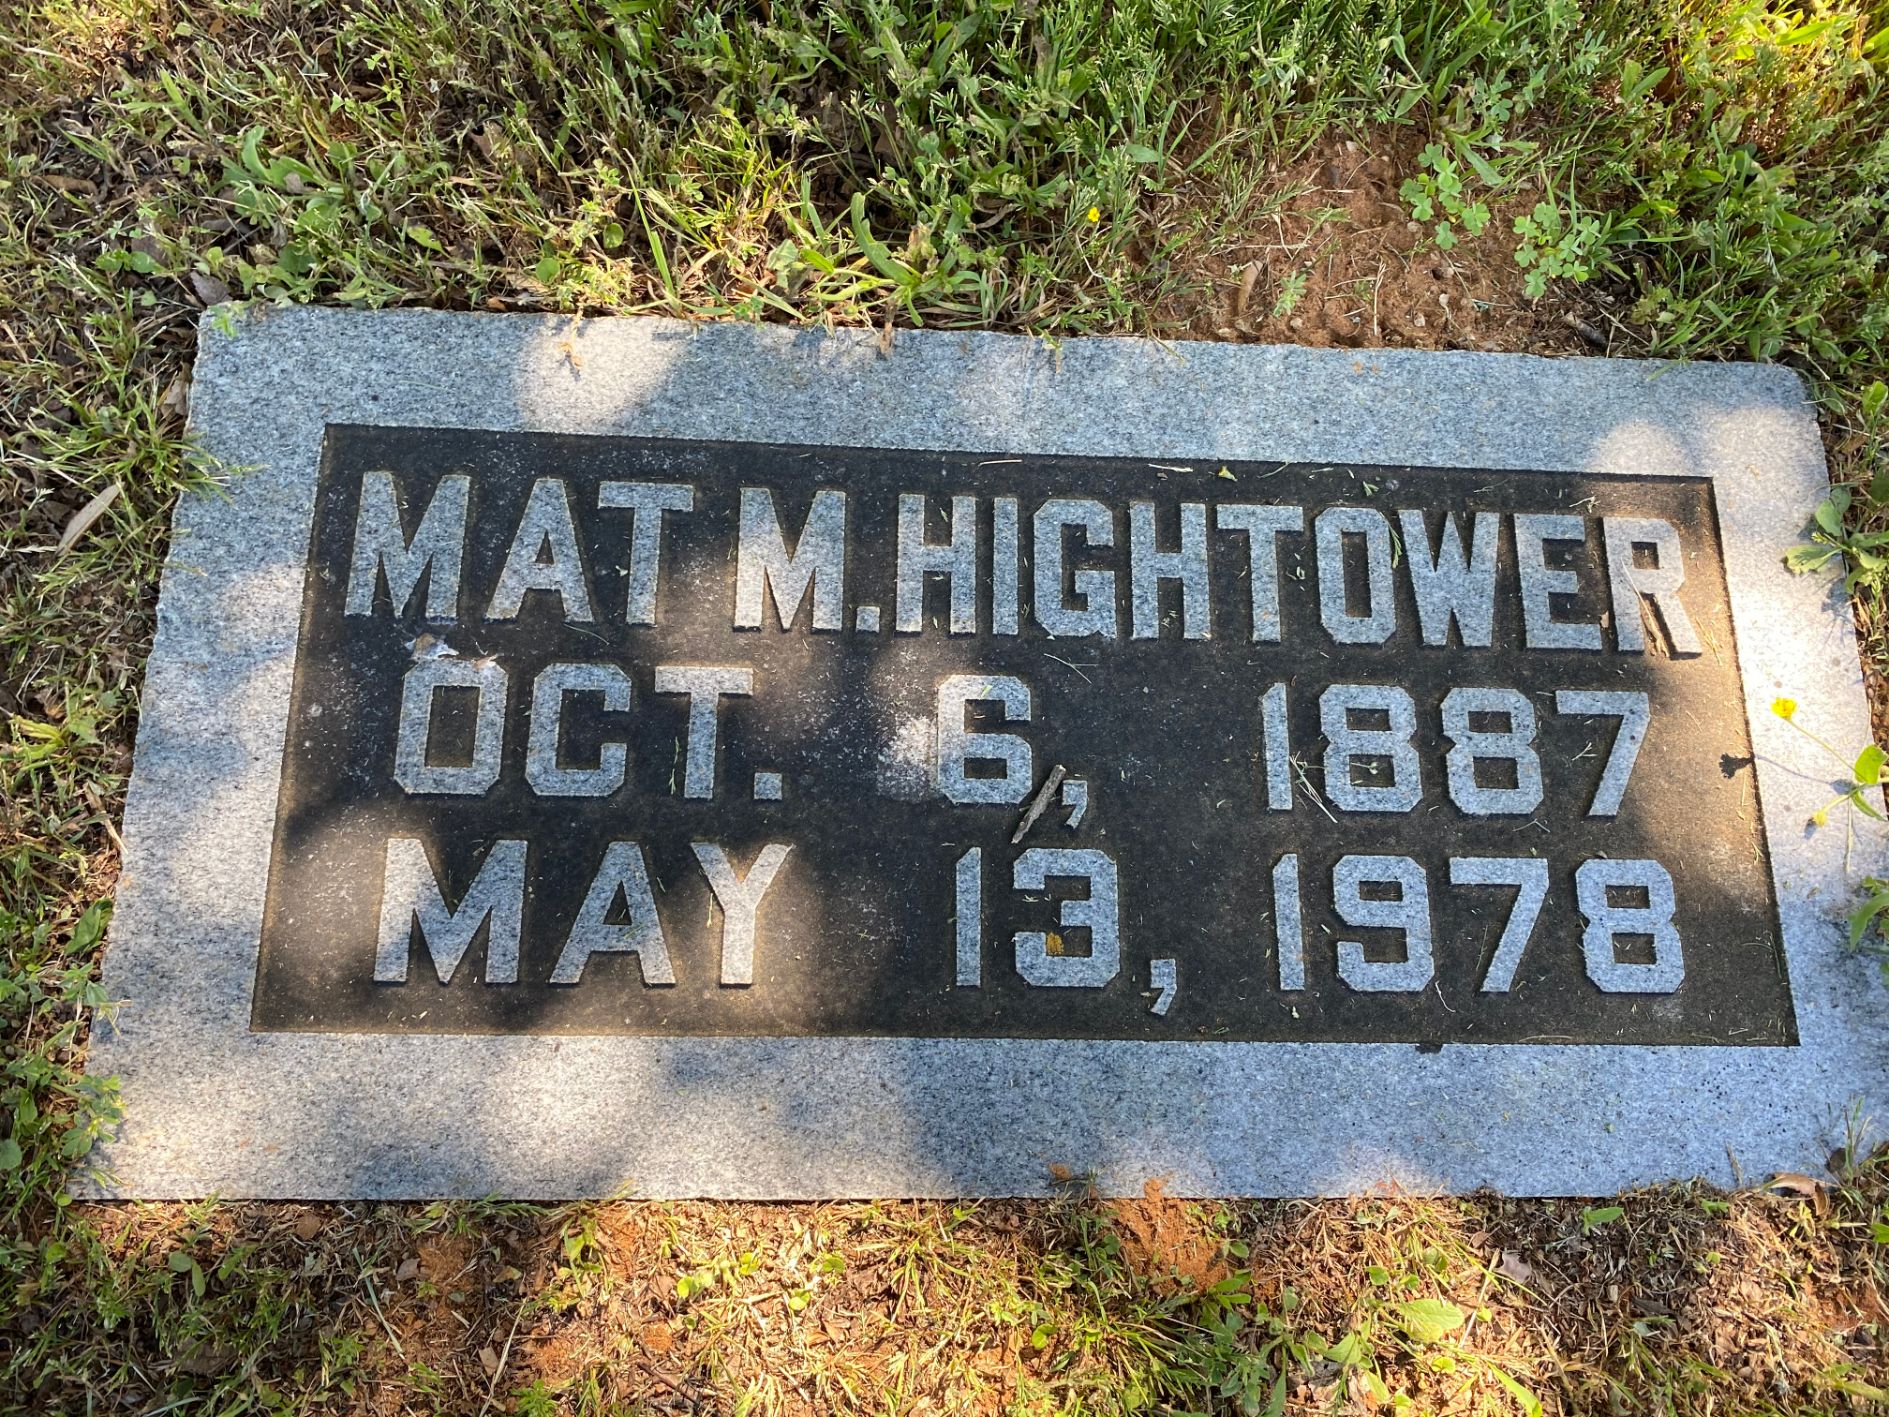 MAT M. HIGHTOWER
OCT. 6, 1887
MAY 13, 1978